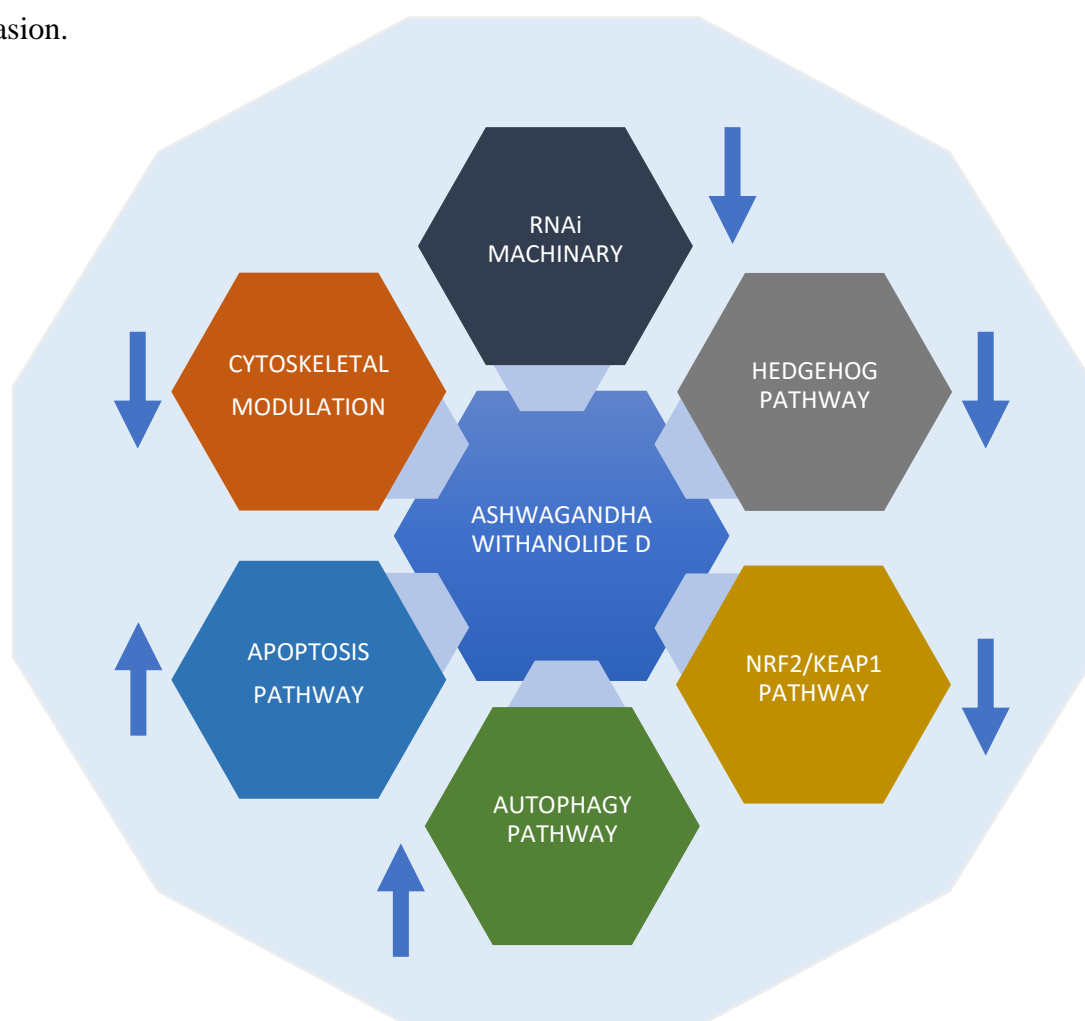 asion.
RNAi
MACHINARY
CYTOSKELETAL
MODULATION
HEDGEHOG
PATHWAY
ASHWAGANDHA
WITHANOLIDE D
APOPTOSIS
PATHWAY
NRF2/KEAP1
PATHWAY
AUTOPHAGY
PATHWAY